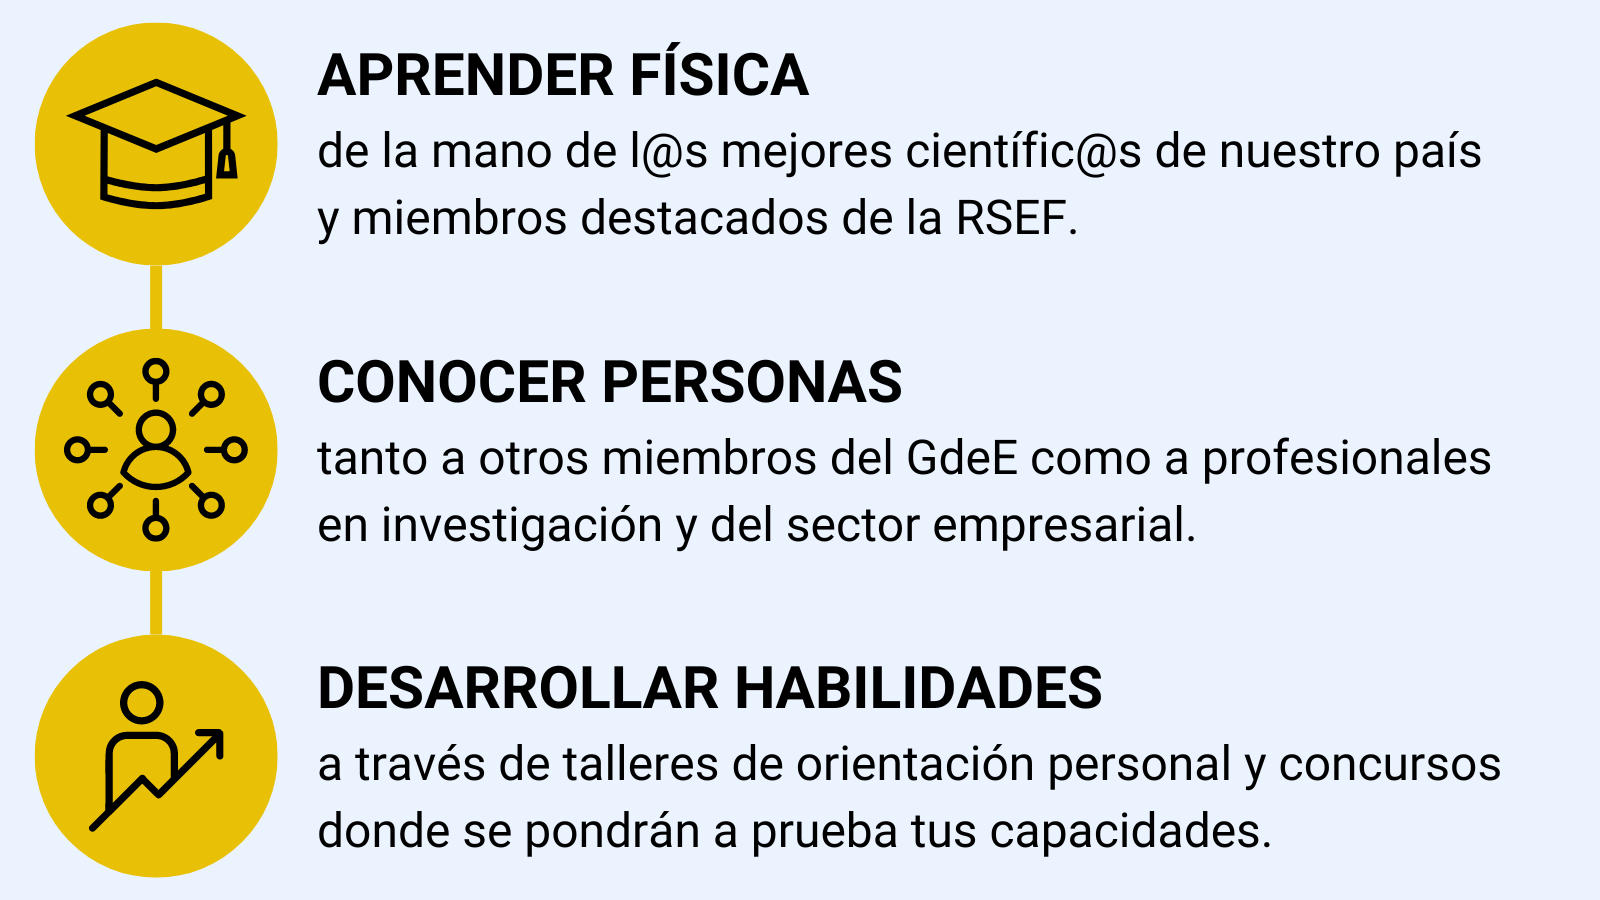 APRENDER FÍSICA
de la mano de l@s mejores científic@s de nuestro país
y miembros destacados de la RSEF.
CONOCER PERSONAS
tanto a otros miembros del GdeE como a profesionales
en investigación y del sector empresarial.
DESARROLLAR HABILIDADES
a través de talleres de orientación personal y concursos
donde se pondrán a prueba tus capacidades.